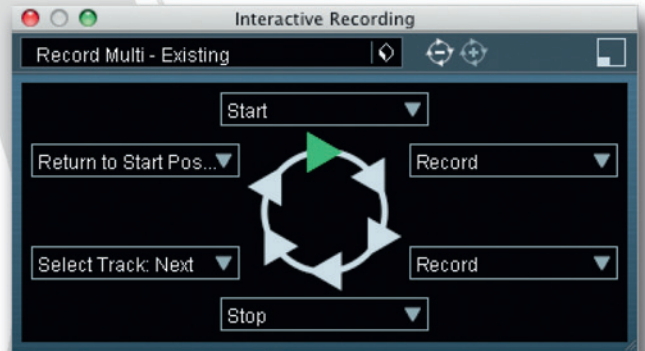 Interactive Recording
Record Multi - Existing
Start
Return to Start Pos...
Record
Select Track: Next
Record
Stop